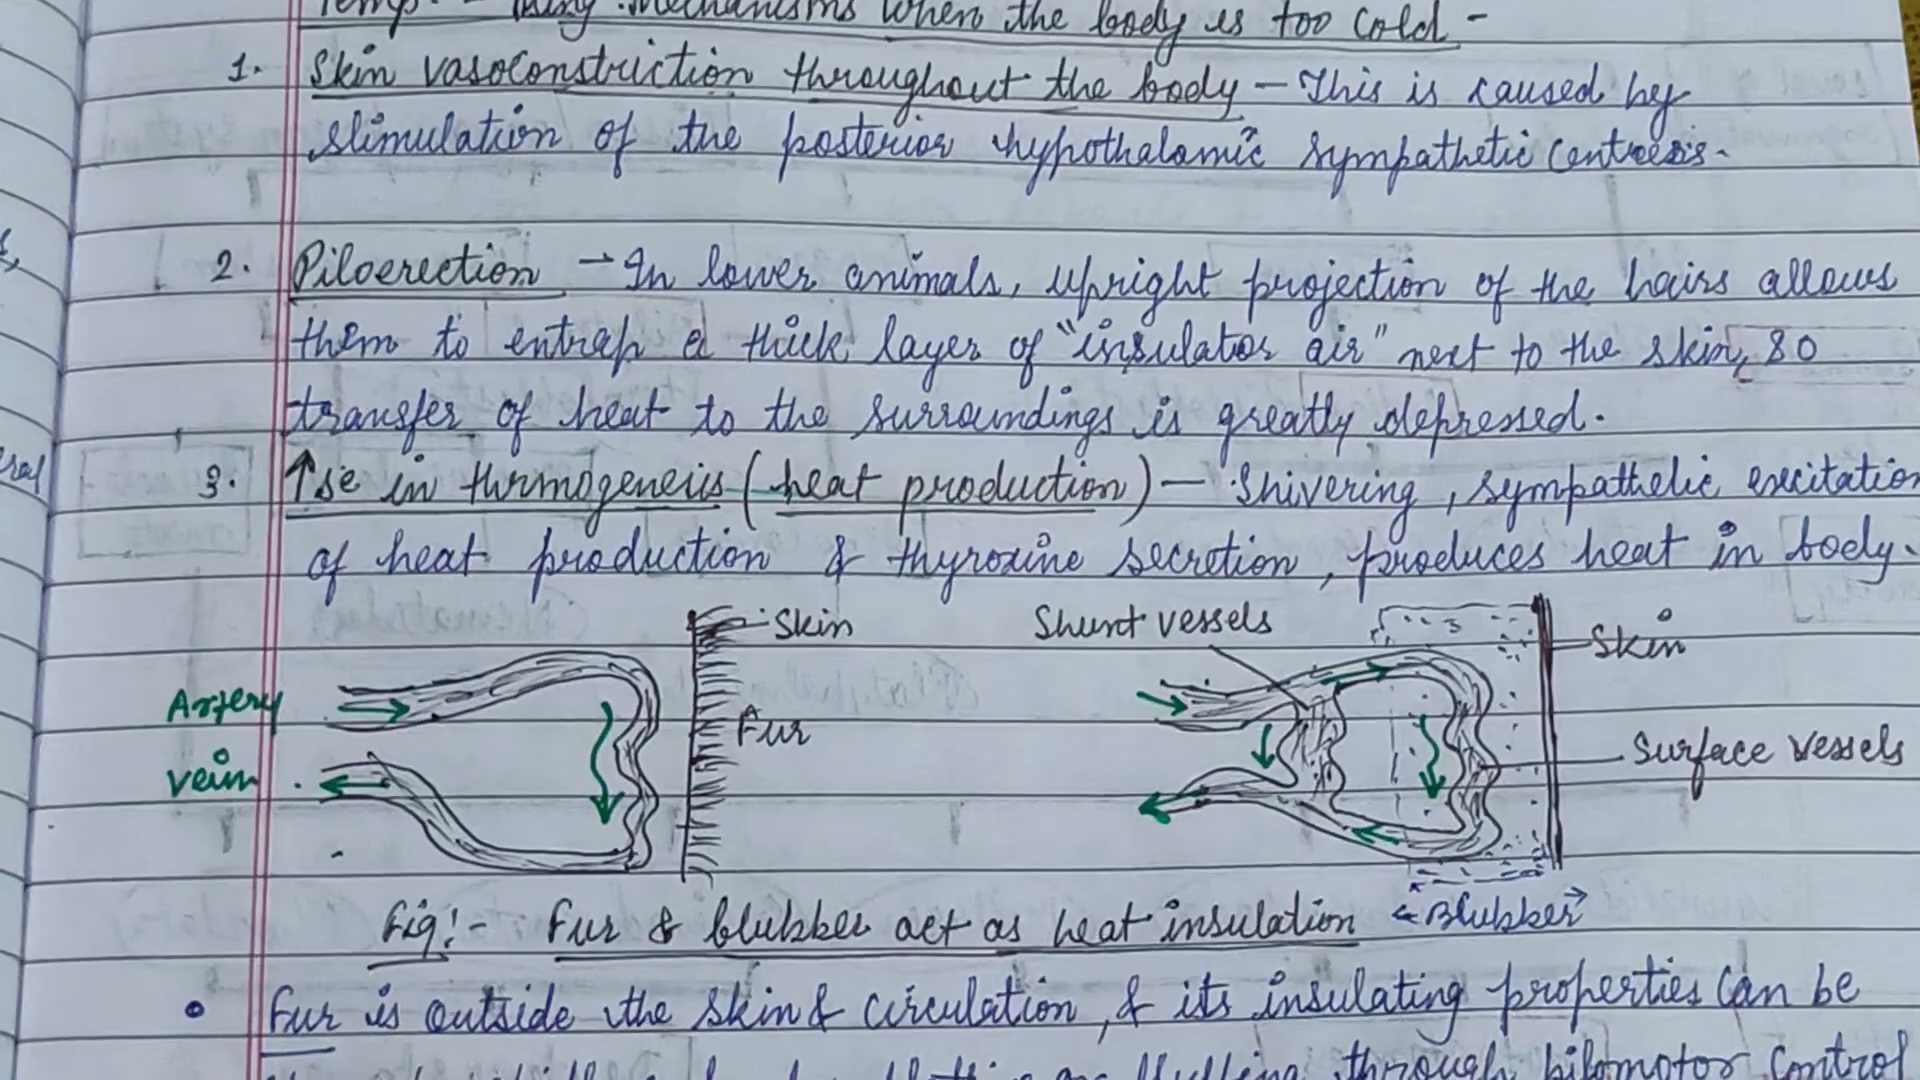 mechanisms when the body is too cold -
1. Skin vasoconstriction throughout the body - This is caused by
stimulation of the posterior hypothalamic sympathetic centres.
2. Piloerection - In lower animals, upright projection of the hairs allows
them to entrap a thick layer of "insulator air" next to the skin, so
transfer of heat to the surroundings is greatly depressed.
3. ↑se in thrmogeneiis (heat production) - Shivering, sympathetic excitation
of heat production & thyroxine secretion, produces heat in body.
Skin
Shunt vessels
Skin
Artery
Fur
Vein
Surface vessels
Fig:- Fur & blubber act as heat insulation
←Blubber→
• Fur is outside the skin & circulation, & its insulating properties can be
through pilomotor control